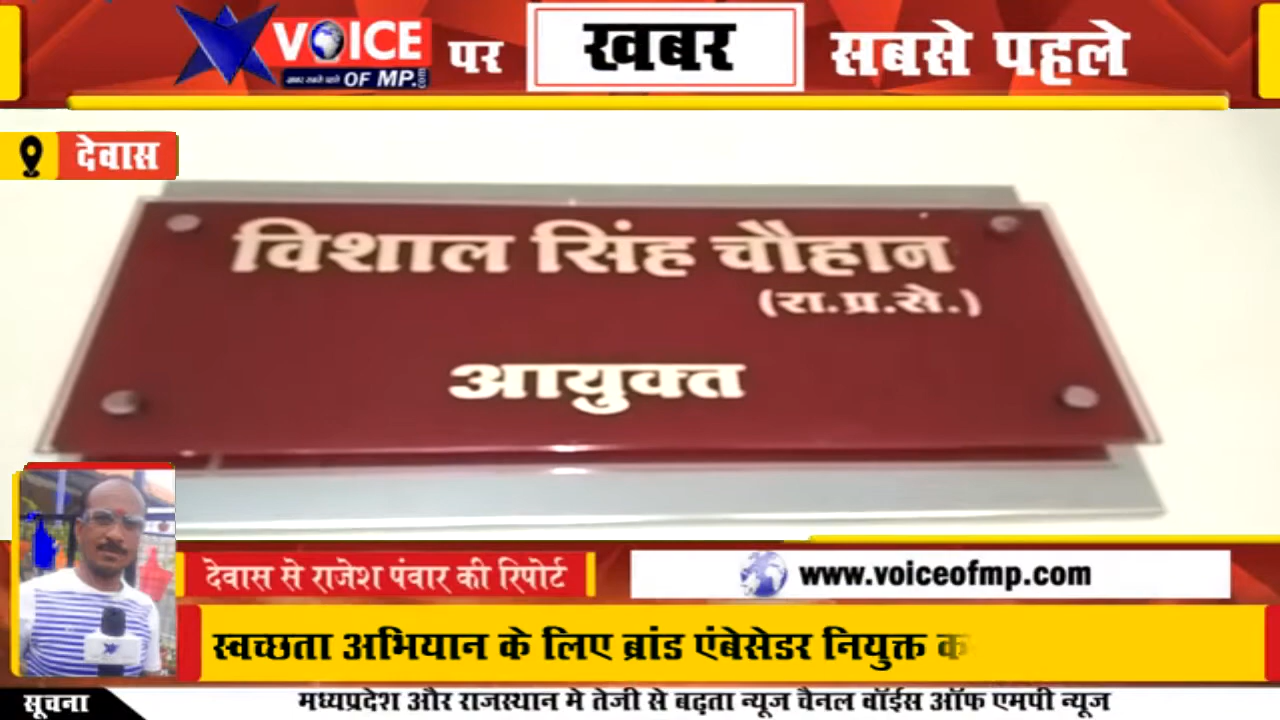 VOICE OF MP.com पर खबर सबसे पहले
देवास
विशाल सिंह चौहान
(रा.प्र.से.)
आयुक्त
देवास से राजेश पंवार की रिपोर्ट
www.voiceofmp.com
स्वच्छता अभियान के लिए ब्रांड एंबेसेडर नियुक्त
सूचना
मध्यप्रदेश और राजस्थान मे तेजी से बढ़ता न्यूज चैनल वॉईस ऑफ एमपी न्यूज